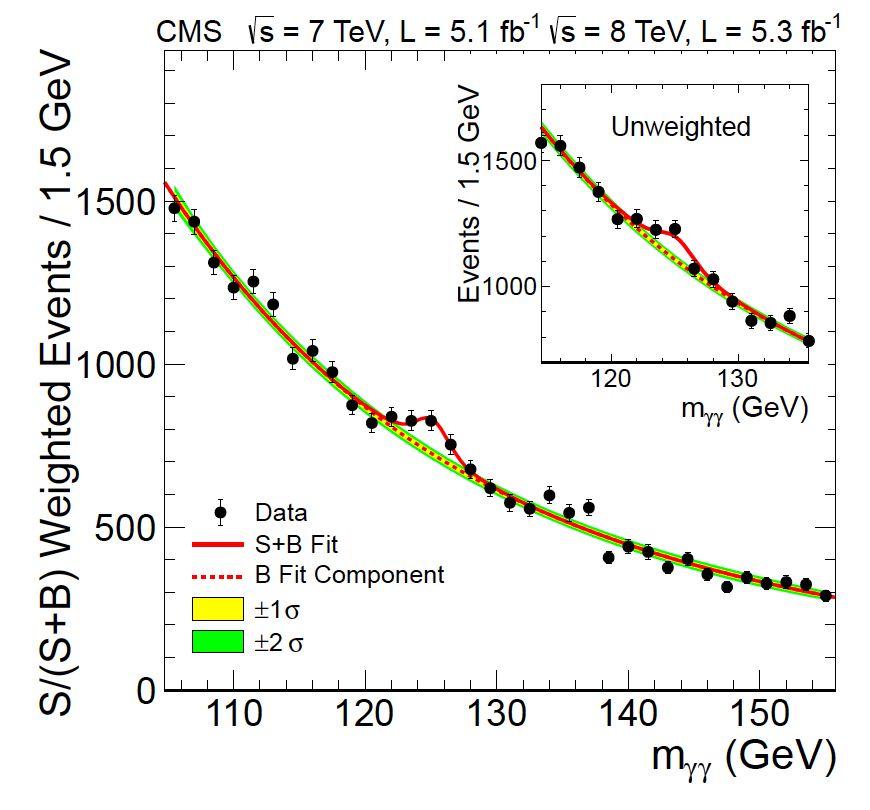 CMS √s = 7 TeV, L = 5.1 fb⁻¹ √s = 8 TeV, L = 5.3 fb⁻¹
S/(S+B) Weighted Events / 1.5 GeV
1500
1000
500
0
Events / 1.5 GeV
Unweighted
1500
1000
120 130
mγγ (GeV)
Data
S+B Fit
B Fit Component
±1σ
±2 σ
110 120 130 140 150
mγγ (GeV)